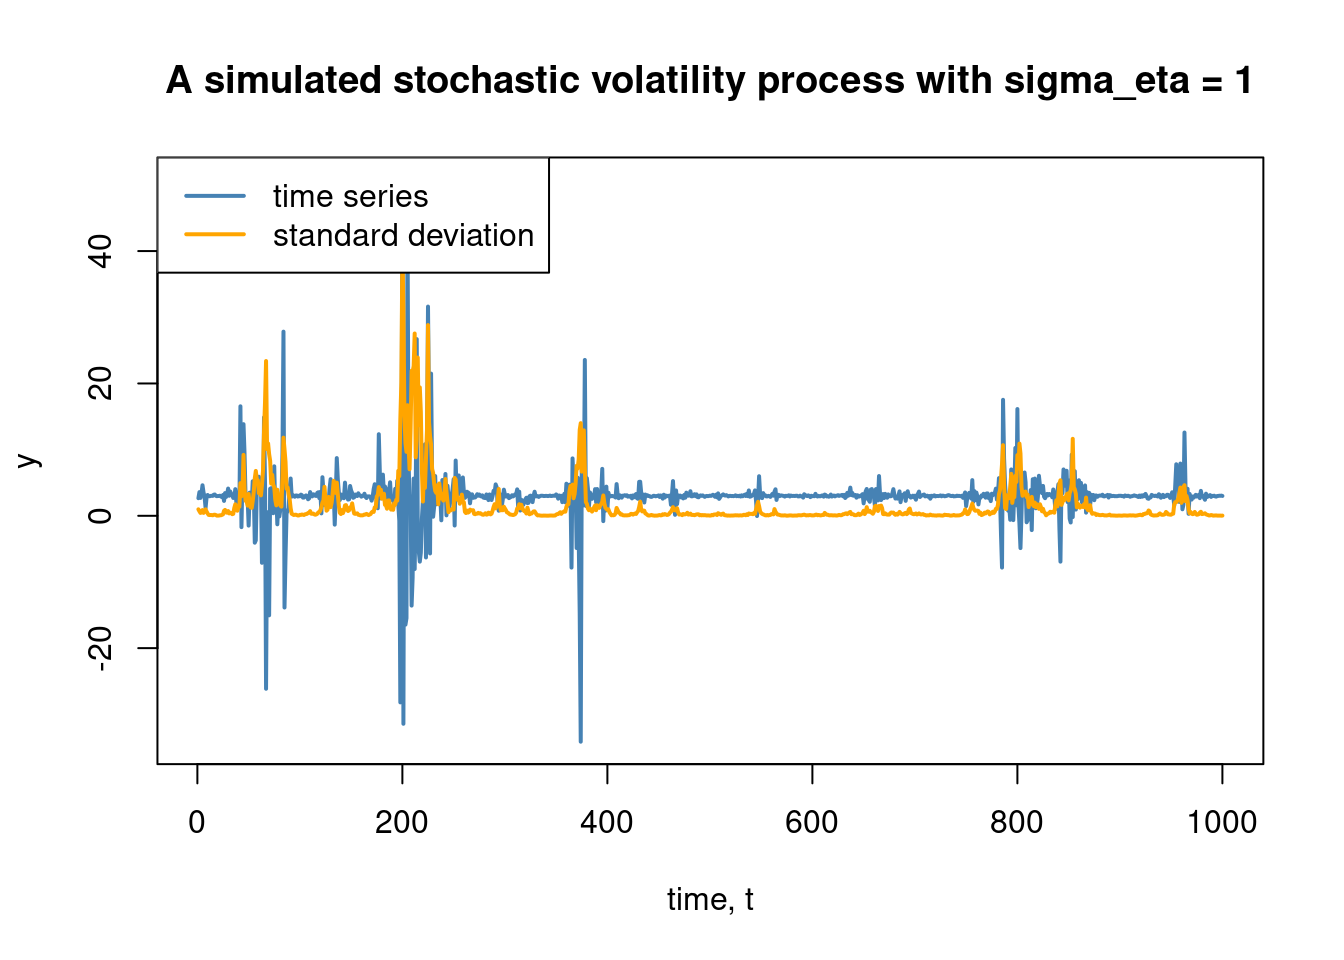 A simulated stochastic volatility process with sigma_eta = 1
time series
standard deviation
40
20
0
-20
y
0 200 400 600 800 1000
time, t